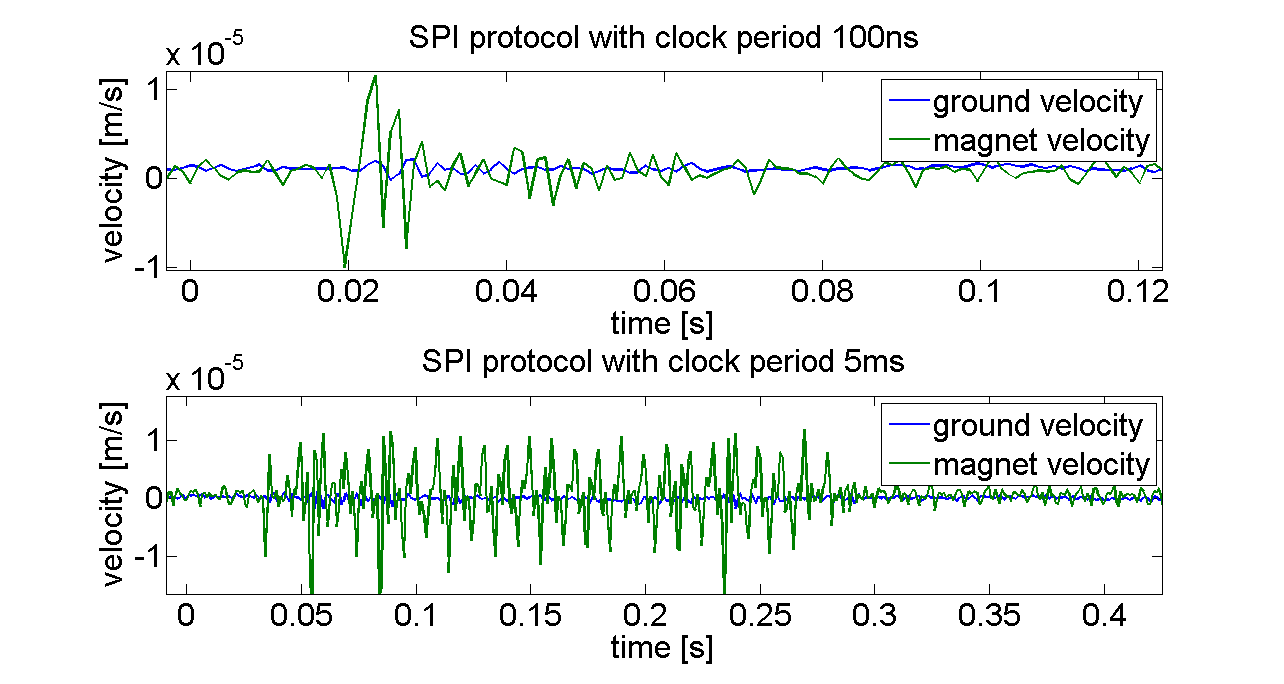 SPI protocol with clock period 100ns
x 10-5
velocity [m/s]
1
0
-1
ground velocity
magnet velocity
0 0.02 0.04 0.06 0.08 0.1 0.12
time [s]
SPI protocol with clock period 5ms
x 10-5
velocity [m/s]
1
0
-1
ground velocity
magnet velocity
0 0.05 0.1 0.15 0.2 0.25 0.3 0.35 0.4
time [s]